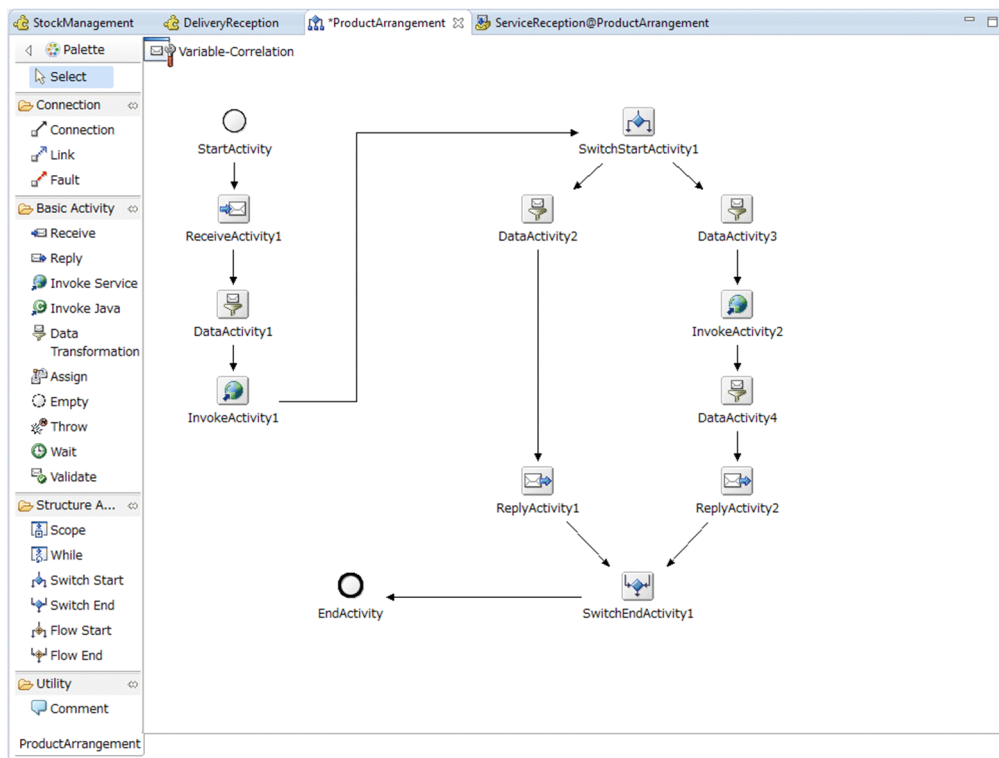 StockManagement
DeliveryReception
*ProductArrangement
ServiceReception@ProductArrangement
Palette
Select
Connection
Connection
Link
Fault
Basic Activity
Receive
Reply
Invoke Service
Invoke Java
Data
Transformation
Assign
Empty
Throw
Wait
Validate
Structure A...
Scope
While
Switch Start
Switch End
Flow Start
Flow End
Utility
Comment
ProductArrangement
Variable-Correlation
StartActivity
ReceiveActivity1
DataActivity1
InvokeActivity1
SwitchStartActivity1
DataActivity2
DataActivity3
InvokeActivity2
DataActivity4
ReplyActivity1
ReplyActivity2
SwitchEndActivity1
EndActivity